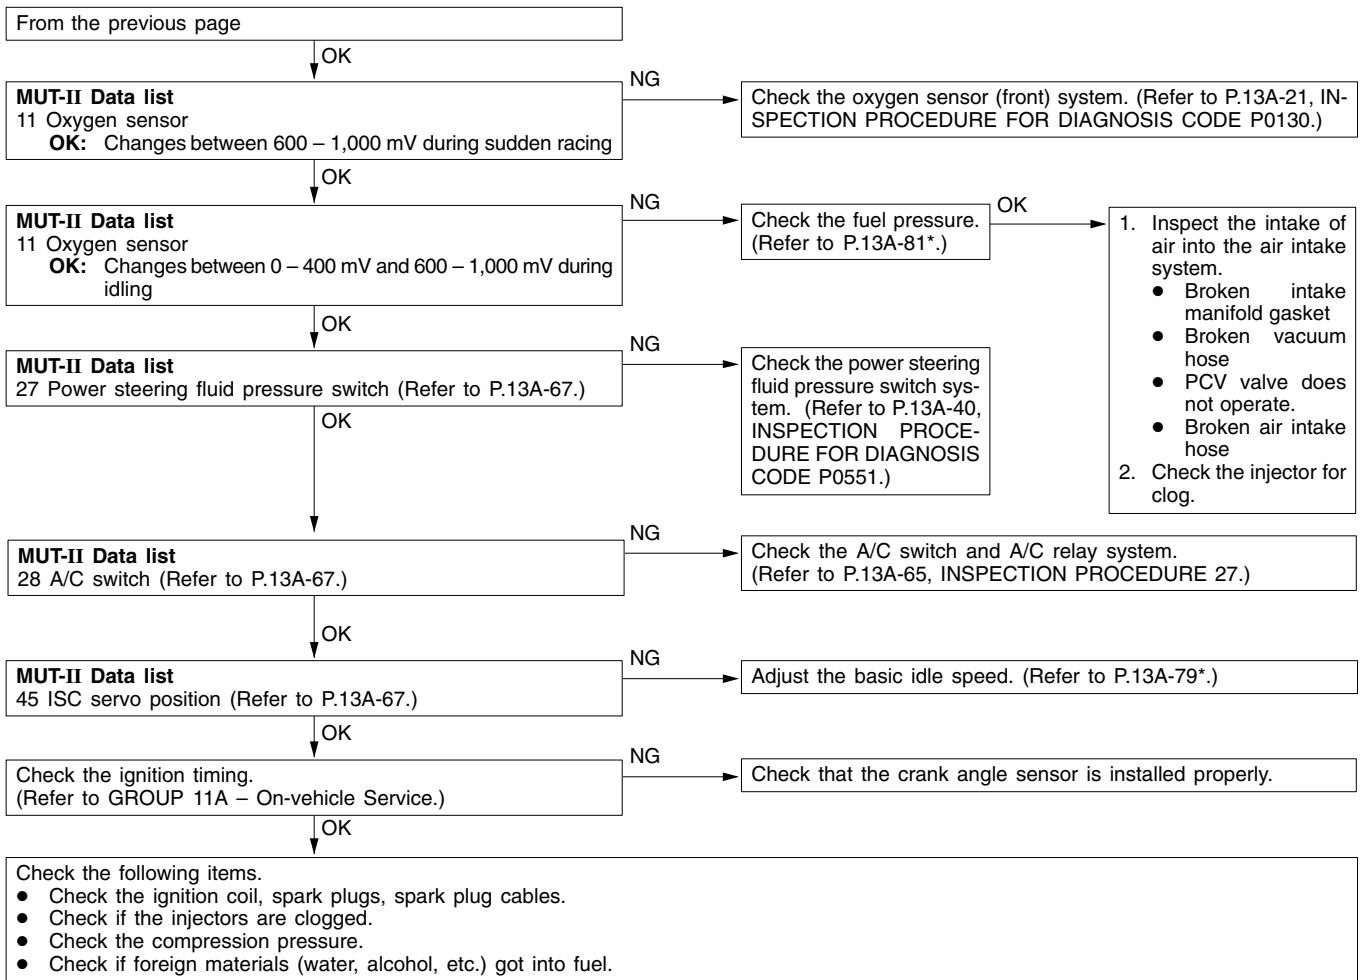 From the previous page
OK
MUT-II Data list
11 Oxygen sensor
OK: Changes between 600 – 1,000 mV during sudden racing
NG
Check the oxygen sensor (front) system. (Refer to P.13A-21, IN-
SPECTION PROCEDURE FOR DIAGNOSIS CODE P0130.)
OK
MUT-II Data list
11 Oxygen sensor
OK: Changes between 0 – 400 mV and 600 – 1,000 mV during
idling
NG
Check the fuel pressure.
(Refer to P.13A-81*.)
OK
1. Inspect the intake of
air into the air intake
system.
● Broken intake
manifold gasket
● Broken vacuum
hose
● PCV valve does
not operate.
● Broken air intake
hose
2. Check the injector for
clog.
OK
MUT-II Data list
27 Power steering fluid pressure switch (Refer to P.13A-67.)
NG
Check the power steering
fluid pressure switch sys-
tem. (Refer to P.13A-40,
INSPECTION PROCE-
DURE FOR DIAGNOSIS
CODE P0551.)
OK
MUT-II Data list
28 A/C switch (Refer to P.13A-67.)
NG
Check the A/C switch and A/C relay system.
(Refer to P.13A-65, INSPECTION PROCEDURE 27.)
OK
MUT-II Data list
45 ISC servo position (Refer to P.13A-67.)
NG
Adjust the basic idle speed. (Refer to P.13A-79*.)
OK
Check the ignition timing.
(Refer to GROUP 11A – On-vehicle Service.)
NG
Check that the crank angle sensor is installed properly.
OK
Check the following items.
● Check the ignition coil, spark plugs, spark plug cables.
● Check if the injectors are clogged.
● Check the compression pressure.
● Check if foreign materials (water, alcohol, etc.) got into fuel.